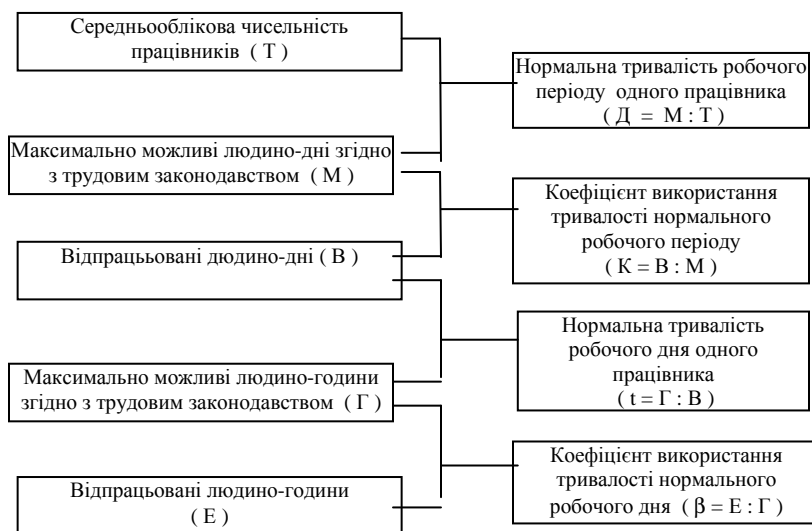 Середньооблікова чисельність
працівників ( Т )
Максимально можливі людино-дні згідно
з трудовим законодавством ( М )
Відпрацььовані дюдино-дні ( В )
Максимально можливі людино-години
згідно з трудовим законодавством ( Г )
Відпрацьовані людино-години
( Е )
Нормальна тривалість робочого
періоду одного працівника
( Д = М : Т )
Коефіцієнт використання
тривалості нормального
робочого періоду
( К = В : М )
Нормальна тривалість
робочого дня одного
працівника
( t = Г : В )
Коефіцієнт використання
тривалості нормального
робочого дня ( β = Е : Г )